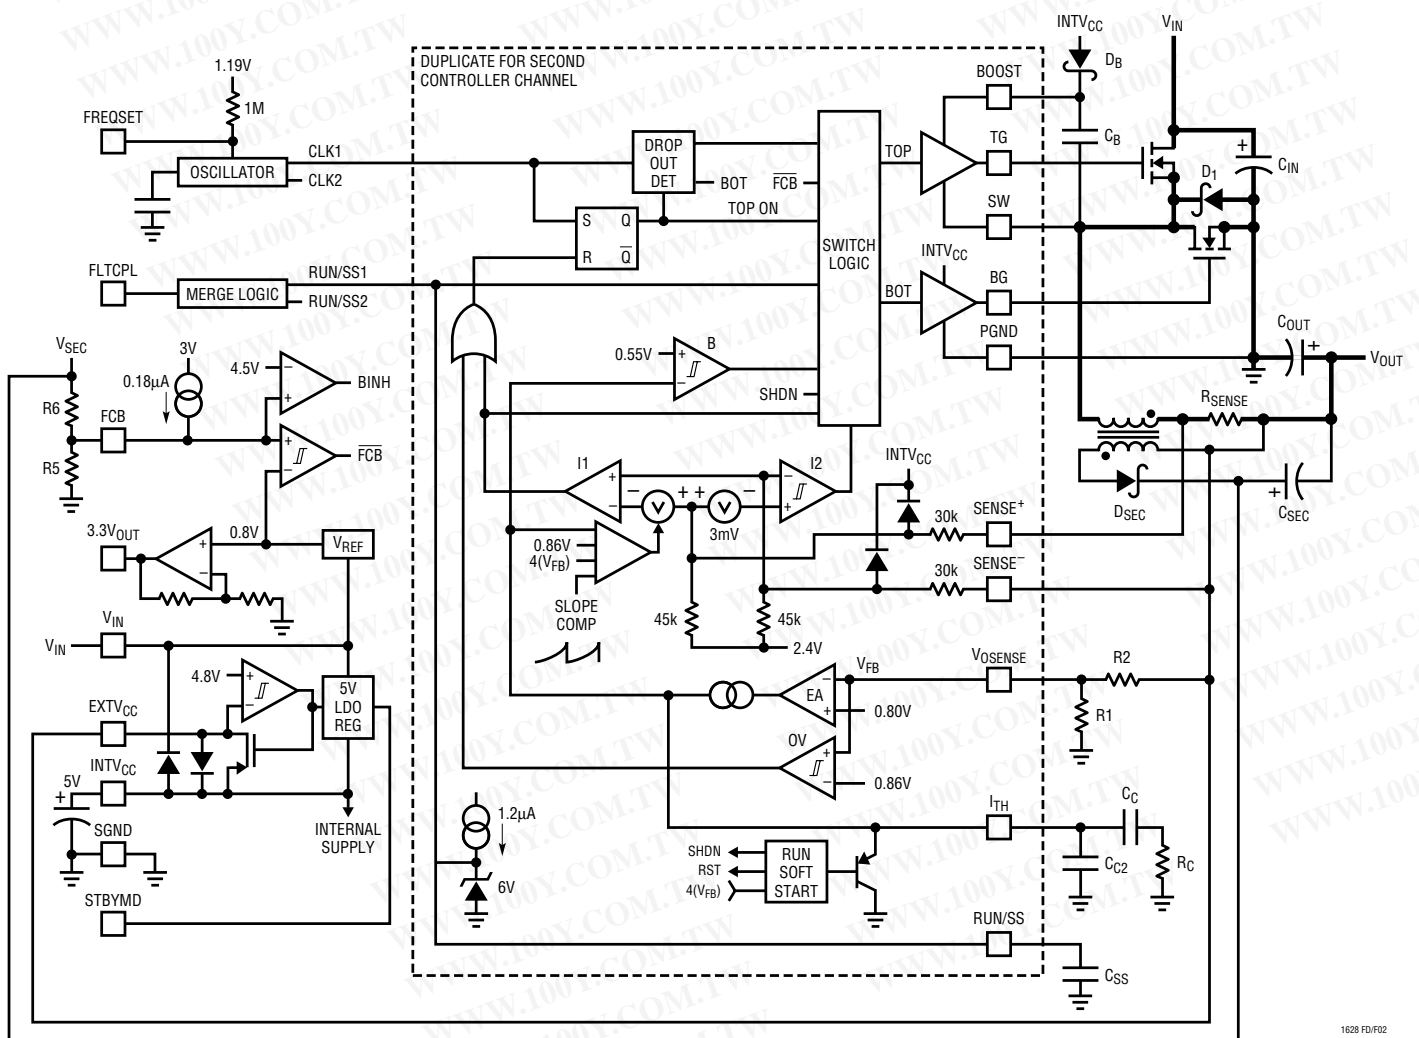 DUPLICATE FOR SECOND
CONTROLLER CHANNEL
INTVCC
VIN
DB
BOOST
CB
TG
D1
CIN
SW
1.19V
1M
FREQSET
OSCILLATOR
CLK1
CLK2
DROP
OUT
DET
BOT
FCB
TOP ON
S Q
R Q
SWITCH
LOGIC
TOP
BOT
INTVCC
BG
PGND
FLTCPL
MERGE LOGIC
RUN/SS1
RUN/SS2
VSEC
R6
R5
FCB
3V
0.18µA
4.5V
−
+
BINH
+
−
FCB
0.55V
+
−
B
SHDN
COUT
+
VOUT
RSENSE
DSEC
+
CSEC
I1
+
−
− + + −
V V
3mV
I2
−
+
INTVCC
30k
SENSE+
30k
SENSE−
0.86V
4(VFB)
SLOPE
COMP
45k
45k
2.4V
3.3VOUT
+
−
0.8V
VREF
VIN
VIN
4.8V
+
−
5V
LDO
REG
EXTVCC
INTVCC
5V
+
SGND
STBYMD
INTERNAL
SUPPLY
VFB
−
EA
+
0.80V
OV
+
−
0.86V
VOSENSE
R2
R1
ITH
CC
CC2
RC
1.2µA
6V
SHDN
RST
4(VFB)
RUN
SOFT
START
RUN/SS
CSS
1628 FD/F02
WWW.100Y.COM.TW